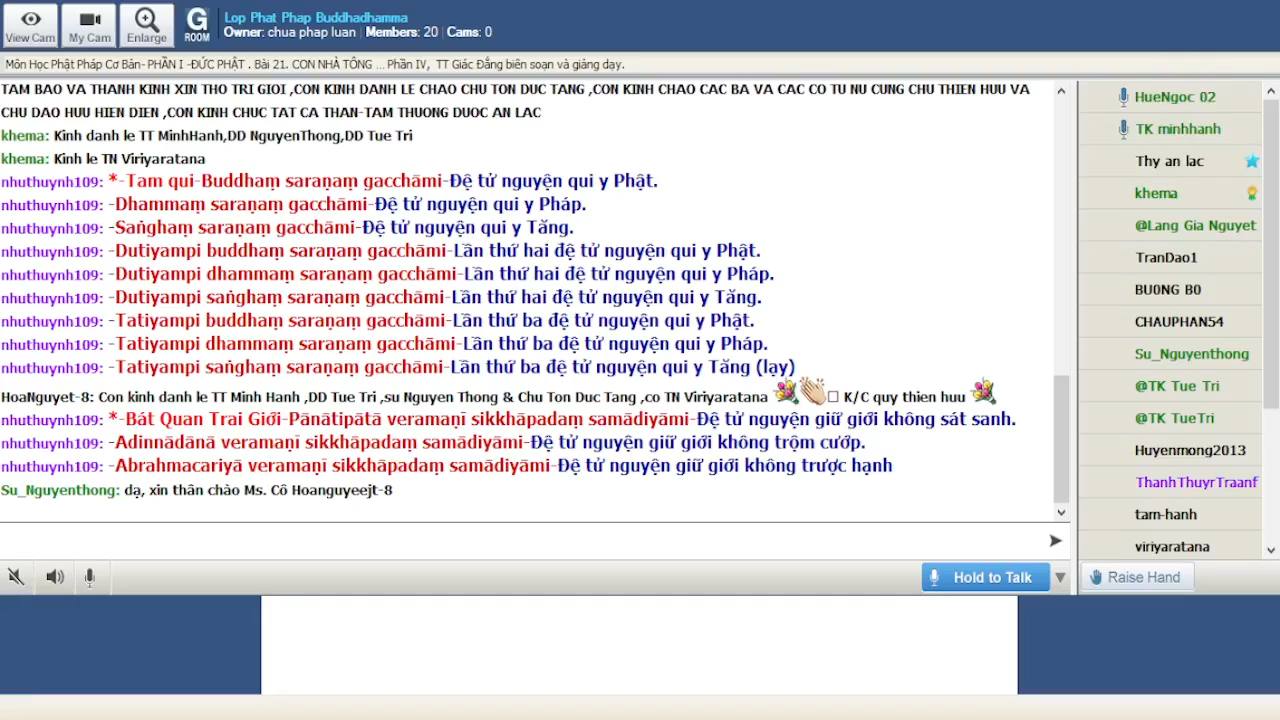 View Cam
My Cam
Enlarge
G
ROOM
Lop Phat Phap Buddhadhamma
Owner: chua phap luan | Members: 20 | Cams: 0
Môn Học Phật Pháp Cơ Bản- PHẦN I -ĐỨC PHẬT . Bài 21. CON NHÀ TÔNG ... Phần IV, TT Giác Đẳng biên soạn và giảng dạy.
TAM BAO VA THANH KINH XIN THO TRI GIOI ,CON KINH DANH LE CHAO CHU TON DUC TANG ,CON KINH CHAO CAC BA VA CAC CO TU NU CUNG CHU THIEN HUU VA
CHU DAO HUU HIEN DIEN ,CON KINH CHUC TAT CA THAN-TAM THUONG DUOC AN LAC
khema: Kinh danh le TT MinhHanh,DD NguyenThong,DD Tue Tri
khema: Kinh le TN Viriyaratana
nhuthuynh109: *-Tam qui-Buddhaṃ saraṇaṃ gacchāmi-Đệ tử nguyện qui y Phật.
nhuthuynh109: -Dhammaṃ saraṇaṃ gacchāmi-Đệ tử nguyện qui y Pháp.
nhuthuynh109: -Saṅghaṃ saraṇaṃ gacchāmi-Đệ tử nguyện qui y Tăng.
nhuthuynh109: -Dutiyampi buddhaṃ saraṇaṃ gacchāmi-Lần thứ hai đệ tử nguyện qui y Phật.
nhuthuynh109: -Dutiyampi dhammaṃ saraṇaṃ gacchāmi-Lần thứ hai đệ tử nguyện qui y Pháp.
nhuthuynh109: -Dutiyampi saṅghaṃ saraṇaṃ gacchāmi-Lần thứ hai đệ tử nguyện qui y Tăng.
nhuthuynh109: -Tatiyampi buddhaṃ saraṇaṃ gacchāmi-Lần thứ ba đệ tử nguyện qui y Phật.
nhuthuynh109: -Tatiyampi dhammaṃ saraṇaṃ gacchāmi-Lần thứ ba đệ tử nguyện qui y Pháp.
nhuthuynh109: -Tatiyampi saṅghaṃ saraṇaṃ gacchāmi-Lần thứ ba đệ tử nguyện qui y Tăng (lạy)
HoaNguyet-8: Con kinh danh le TT Minh Hanh ,DD Tue Tri ,su Nguyen Thong & Chu Ton Duc Tang ,co TN Viriyaratana K/C quy thien huu
nhuthuynh109: *-Bát Quan Trai Giới-Pānātipātā veramaṇī sikkhāpadaṃ samādiyāmi-Đệ tử nguyện giữ giới không sát sanh.
nhuthuynh109: -Adinnādānā veramaṇī sikkhāpadaṃ samādiyāmi-Đệ tử nguyện giữ giới không trộm cướp.
nhuthuynh109: -Abrahmacariyā veramaṇī sikkhāpadaṃ samādiyāmi-Đệ tử nguyện giữ giới không trược hạnh
Su_Nguyenthong: dạ, xin thân chào Ms. Cô Hoanguyeejt-8
Hold to Talk
HueNgoc 02
TK minhhanh
Thy an lac
khema
@Lang Gia Nguyet
TranDao1
BU0NG B0
CHAUPHAN54
Su_Nguyenthong
@TK Tue Tri
@TK TueTri
Huyenmong2013
ThanhThuyrTraanf
tam-hanh
viriyaratana
Raise Hand